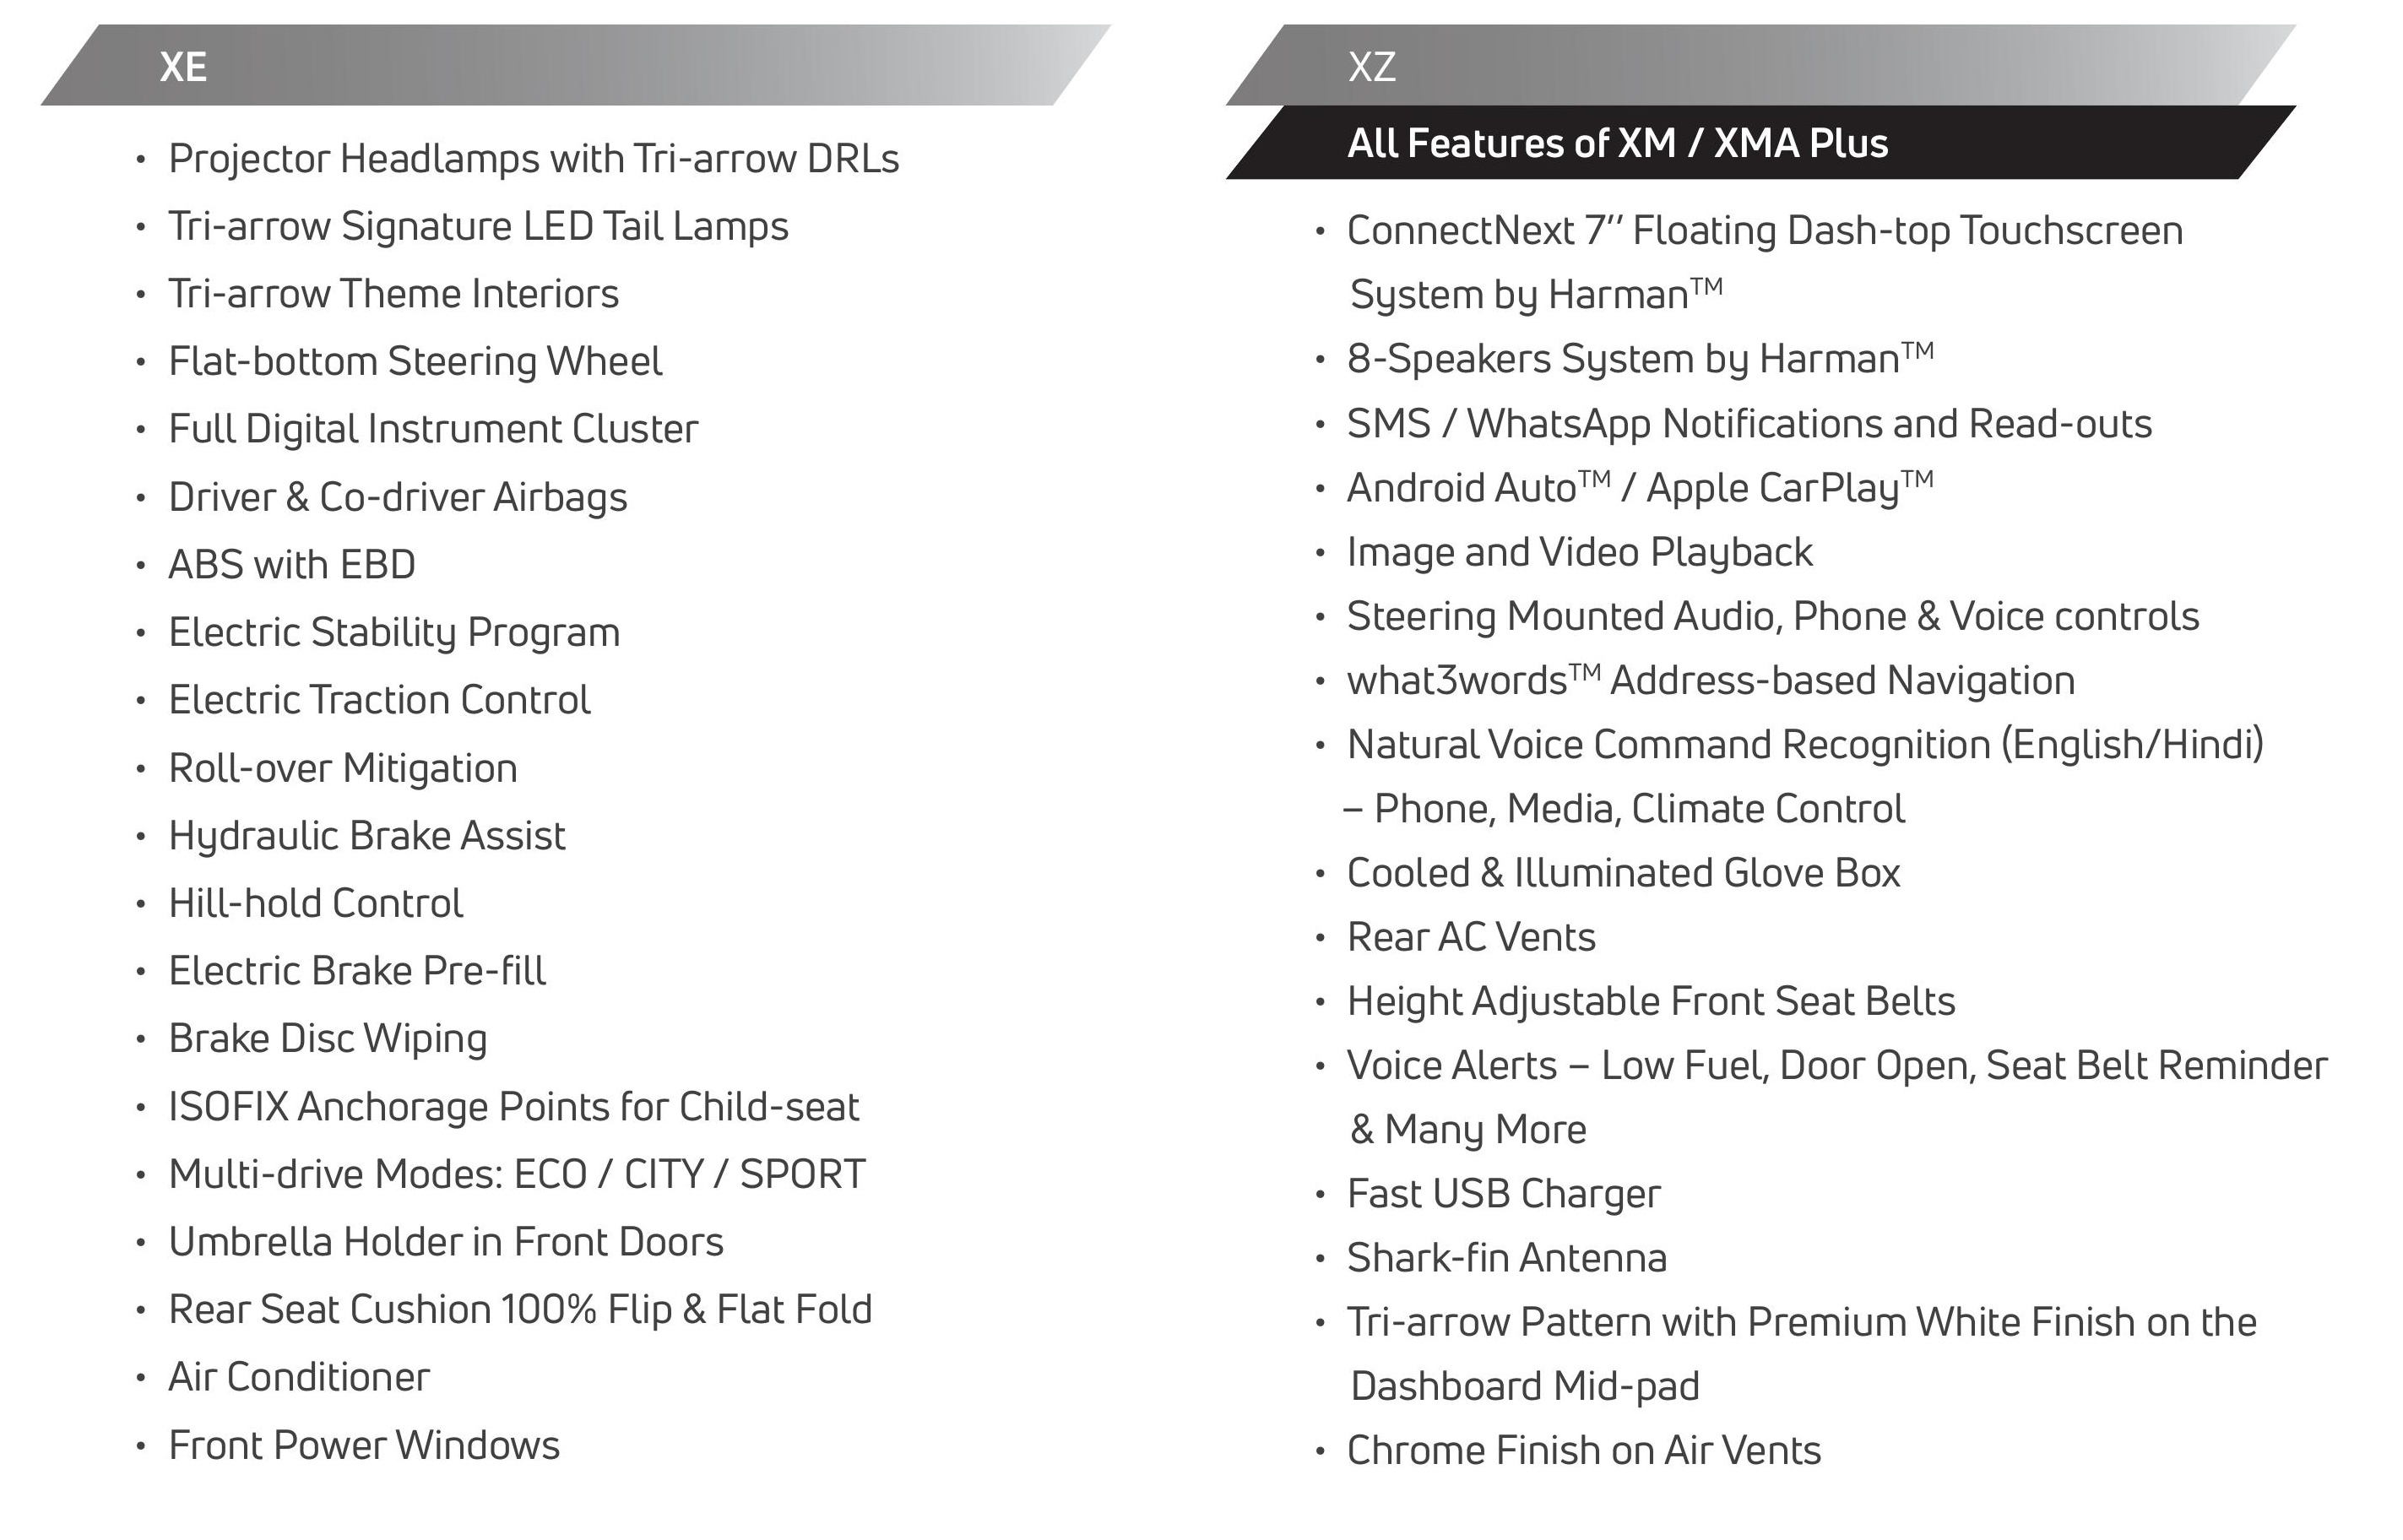 XE
• Projector Headlamps with Tri-arrow DRLs
• Tri-arrow Signature LED Tail Lamps
• Tri-arrow Theme Interiors
• Flat-bottom Steering Wheel
• Full Digital Instrument Cluster
• Driver & Co-driver Airbags
• ABS with EBD
• Electric Stability Program
• Electric Traction Control
• Roll-over Mitigation
• Hydraulic Brake Assist
• Hill-hold Control
• Electric Brake Pre-fill
• Brake Disc Wiping
• ISOFIX Anchorage Points for Child-seat
• Multi-drive Modes: ECO / CITY / SPORT
• Umbrella Holder in Front Doors
• Rear Seat Cushion 100% Flip & Flat Fold
• Air Conditioner
• Front Power Windows
XZ
All Features of XM / XMA Plus
• ConnectNext 7’’ Floating Dash-top Touchscreen
System by Harman™
• 8-Speakers System by Harman™
• SMS / WhatsApp Notifications and Read-outs
• Android Auto™ / Apple CarPlay™
• Image and Video Playback
• Steering Mounted Audio, Phone & Voice controls
• what3words™ Address-based Navigation
• Natural Voice Command Recognition (English/Hindi)
– Phone, Media, Climate Control
• Cooled & Illuminated Glove Box
• Rear AC Vents
• Height Adjustable Front Seat Belts
• Voice Alerts – Low Fuel, Door Open, Seat Belt Reminder
& Many More
• Fast USB Charger
• Shark-fin Antenna
• Tri-arrow Pattern with Premium White Finish on the
Dashboard Mid-pad
• Chrome Finish on Air Vents